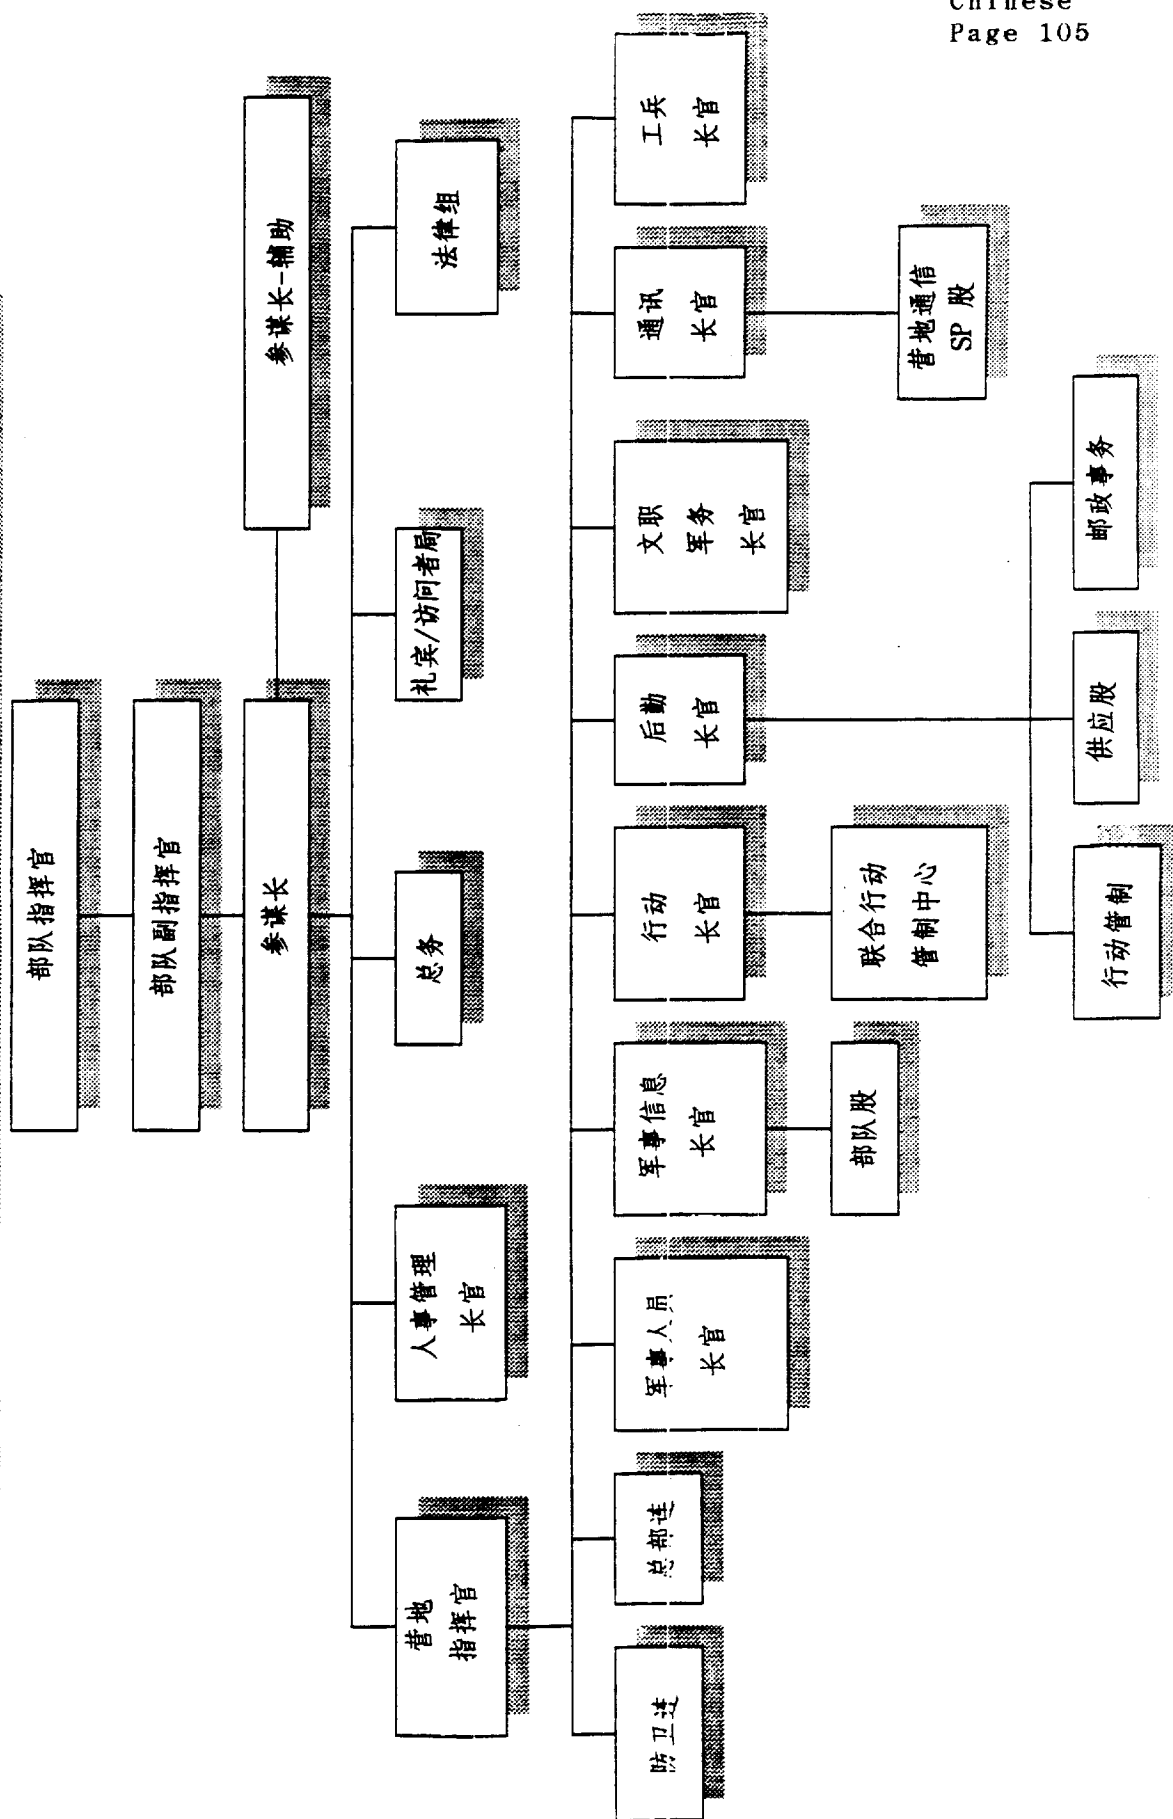 Chinese
Page 105
部队指挥官
部队副指挥官
参谋长
参谋长-辅助
营地
指挥官
人事管理
长官
总务
礼宾/访问者局
法律组
防卫连
总部连
军事人员
长官
军事信息
长官
行动
长官
后勤
长官
文职
军务
长官
通讯
长官
工兵
长官
部队股
联合行动
管制中心
营地通信
SP 股
行动管制
供应股
邮政事务